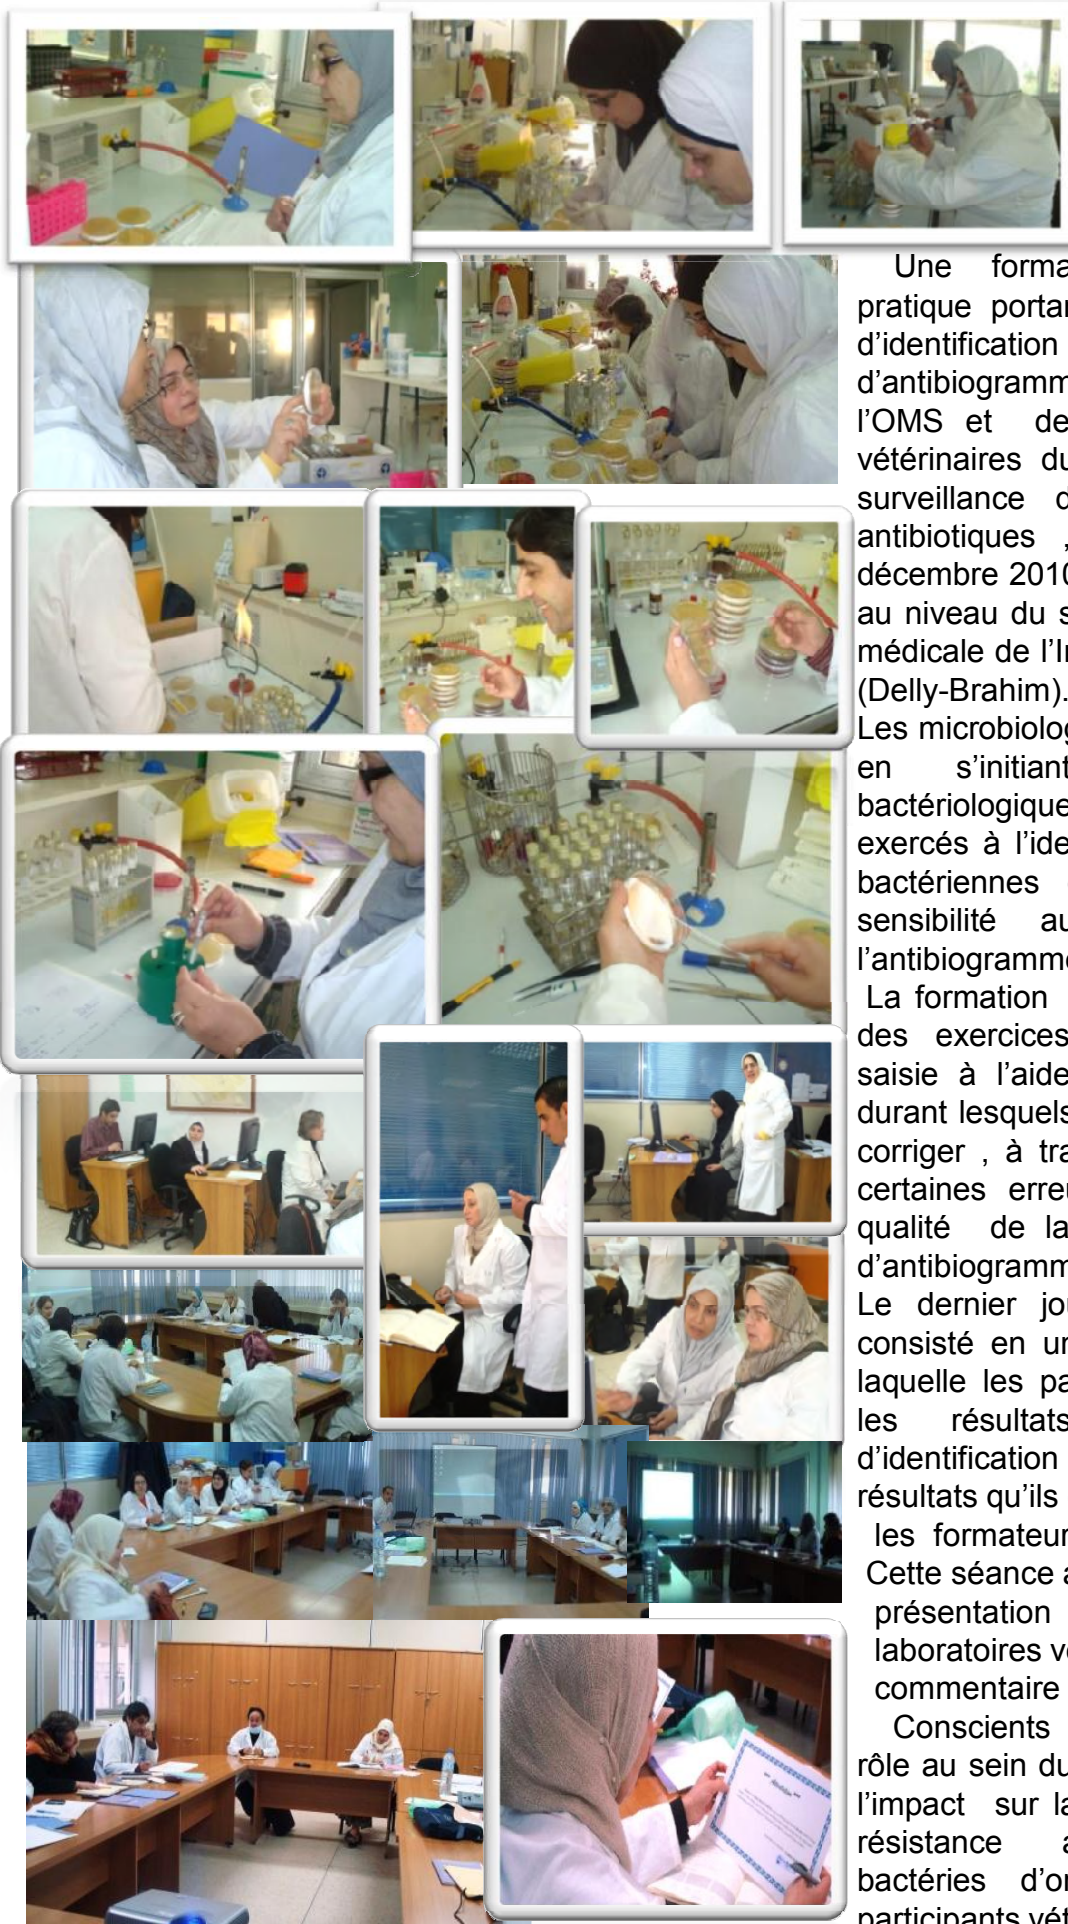 Une forma
pratique portan
d’identification
d’antibiogramm
l’OMS et de
vétérinaires du
surveillance d
antibiotiques ,
décembre 2010
au niveau du s
médicale de l’In
(Delly-Brahim).
Les microbiolog
en s’initiant
bactériologique
exercés à l’ide
bactériennes
sensibilité au
l’antibiogramme
La formation
des exercices
saisie à l’aide
durant lesquels
corriger , à tra
certaines erreu
qualité de la
d’antibiogramm
Le dernier jou
consisté en un
laquelle les pa
les résultats
d’identification
résultats qu’ils
les formateur
Cette séance a
présentation
laboratoires vé
commentaire
Conscients
rôle au sein du
l’impact sur la
résistance a
bactéries d’or
participants vét